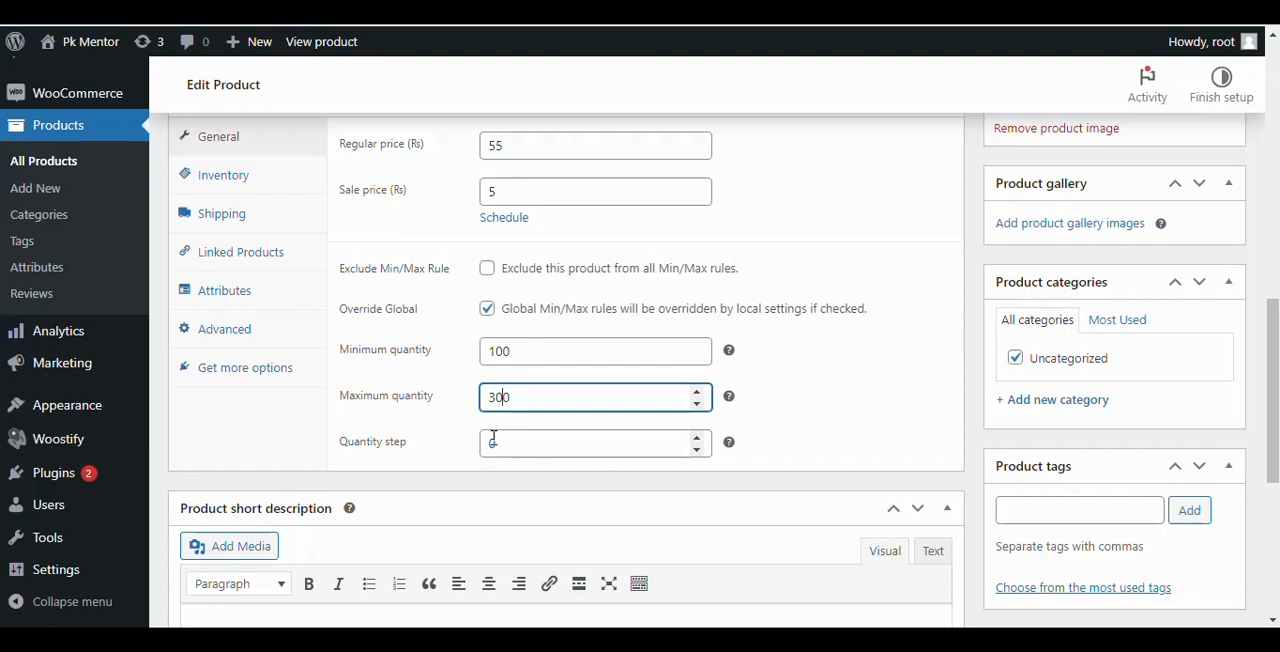 Pk Mentor 3 0 New View product Howdy, root
WooCommerce
Products
All Products
Add New
Categories
Tags
Attributes
Reviews
Analytics
Marketing
Appearance
Woostify
Plugins 2
Users
Tools
Settings
Collapse menu
Edit Product
Activity
Finish setup
General
Inventory
Shipping
Linked Products
Attributes
Advanced
Get more options
Regular price (Rs) 55
Sale price (Rs) 5
Schedule
Exclude Min/Max Rule Exclude this product from all Min/Max rules.
Override Global Global Min/Max rules will be overridden by local settings if checked.
Minimum quantity 100
Maximum quantity 300
Quantity step
Product short description
Add Media
Visual Text
Paragraph
Remove product image
Product gallery
Add product gallery images
Product categories
All categories Most Used
Uncategorized
+ Add new category
Product tags
Add
Separate tags with commas
Choose from the most used tags